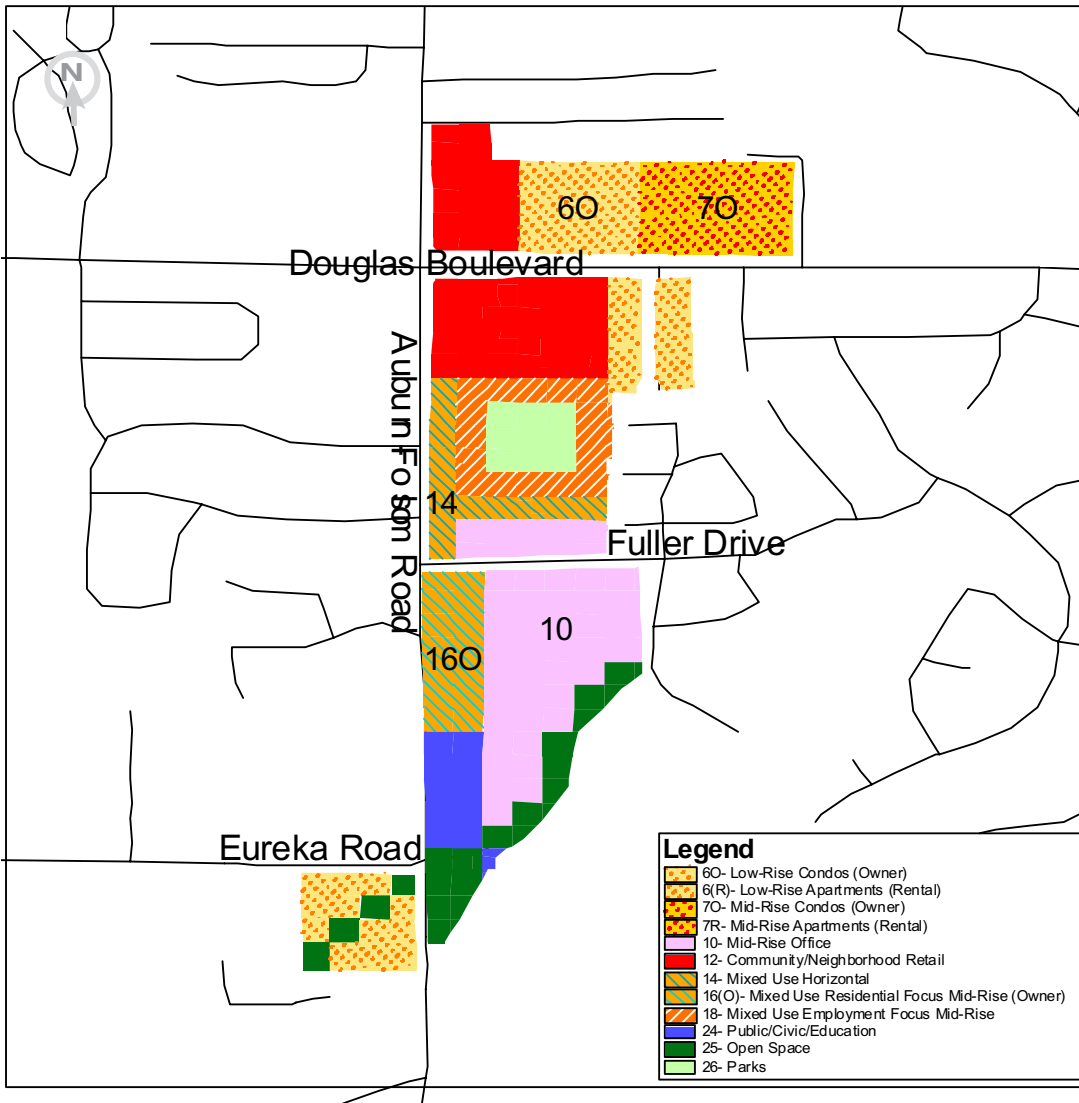 N
6O
7O
Douglas Boulevard
Auburn Folsom Road
14
Fuller Drive
10
16O
Eureka Road
Legend
6O- Low-Rise Condos (Owner)
6(R)- Low-Rise Apartments (Rental)
7O- Mid-Rise Condos (Owner)
7R- Mid-Rise Apartments (Rental)
10- Mid-Rise Office
12- Community/Neighborhood Retail
14- Mixed Use Horizontal
16(O)- Mixed Use Residential Focus Mid-Rise (Owner)
18- Mixed Use Employment Focus Mid-Rise
24- Public/Civic/Education
25- Open Space
26- Parks